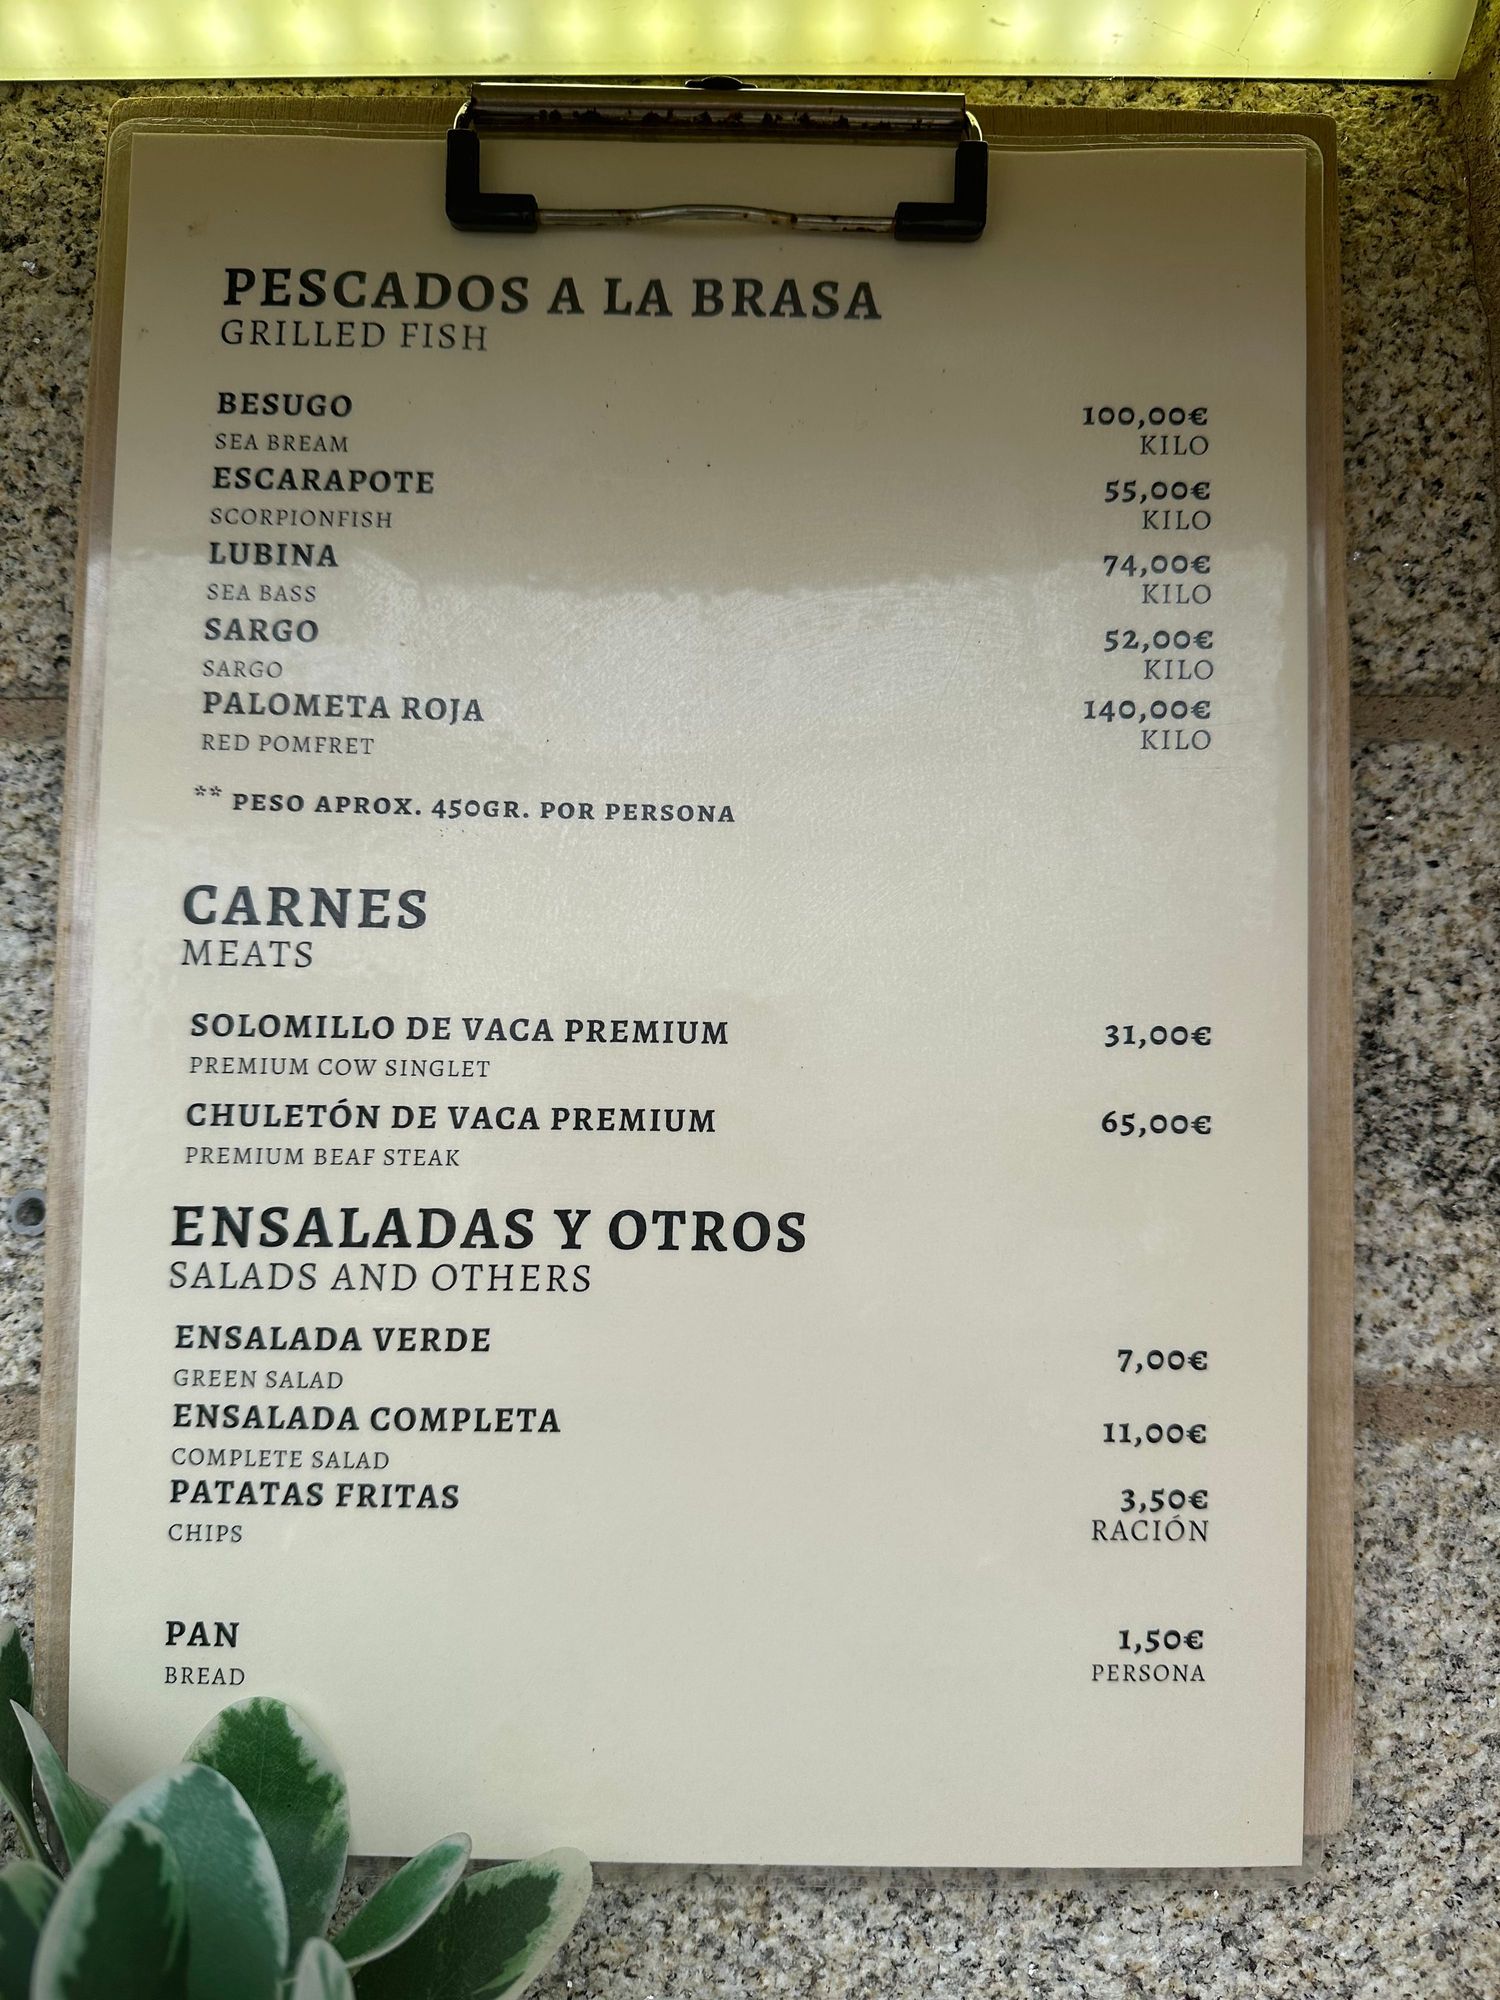 PESCADOS A LA BRASA
GRILLED FISH
BESUGO 100,00€
SEA BREAM KILO
ESCARAPOTE 55,00€
SCORPIONFISH KILO
LUBINA 74,00€
SEA BASS KILO
SARGO 52,00€
SARGO KILO
PALOMETA ROJA 140,00€
RED POMFRET KILO
** PESO APROX. 450GR. POR PERSONA
CARNES
MEATS
SOLOMILLO DE VACA PREMIUM 31,00€
PREMIUM COW SINGLET
CHULETÓN DE VACA PREMIUM 65,00€
PREMIUM BEAF STEAK
ENSALADAS Y OTROS
SALADS AND OTHERS
ENSALADA VERDE 7,00€
GREEN SALAD
ENSALADA COMPLETA 11,00€
COMPLETE SALAD
PATATAS FRITAS 3,50€
CHIPS RACIÓN
PAN 1,50€
BREAD PERSONA